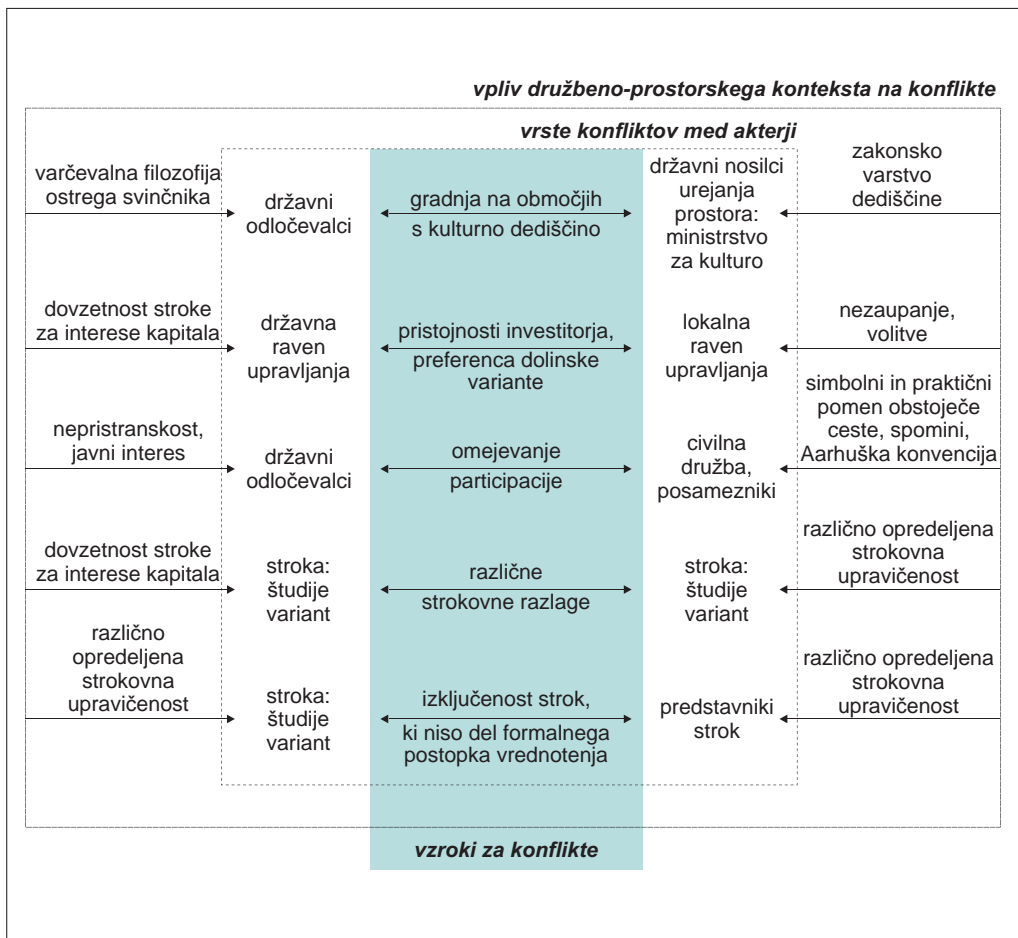 vpliv družbeno-prostorskega konteksta na konflikte
vrste konfliktov med akterji
varčevalna filozofija
ostrega svinčnika
državni
odločevalci
gradnja na območjih
s kulturno dediščino
državni nosilci
urejanja
prostora:
ministrstvo
za kulturo
zakonsko
varstvo
dediščine
dovzetnost stroke
za interese kapitala
državna
raven
upravljanja
pristojnosti investitorja,
preferenca dolinske
variante
lokalna
raven
upravljanja
nezaupanje,
volitve
nepristranskost,
javni interes
državni
odločevalci
omejevanje
participacije
civilna
družba,
posamezniki
simbolni in praktični
pomen obstoječe
ceste, spomini,
Aarhuška konvencija
dovzetnost stroke
za interese kapitala
stroka:
študije
variant
različne
strokovne razlage
stroka:
študije
variant
različno opredeljena
strokovna
upravičenost
različno
opredeljena
strokovna
upravičenost
stroka:
študije
variant
izključenost strok,
ki niso del formalnega
postopka vrednotenja
predstavniki
strok
različno opredeljena
strokovna
upravičenost
vzroki za konflikte